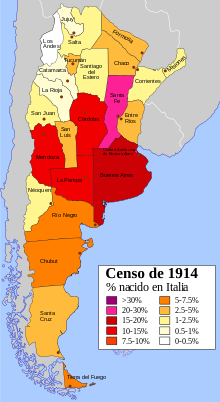 Jujuy
Salta
Los
Andes
Formosa
Tucumán
Chaco
Catamarca
Santiago
del
Estero
Misiones
Corrientes
La Rioja
Santa
Fe
San Juan
Córdoba
Entre
Ríos
San
Luis
Mendoza
La Pampa
Buenos Aires
Neuquen
Río Negro
Chubut
Santa
Cruz
Tierra del Fuego
Censo de 1914
% nacido en Italia
>30% 5-7.5%
20-30% 2.5-5%
15-20% 1-2.5%
10-15% 0.5-1%
7.5-10% 0-0.5%